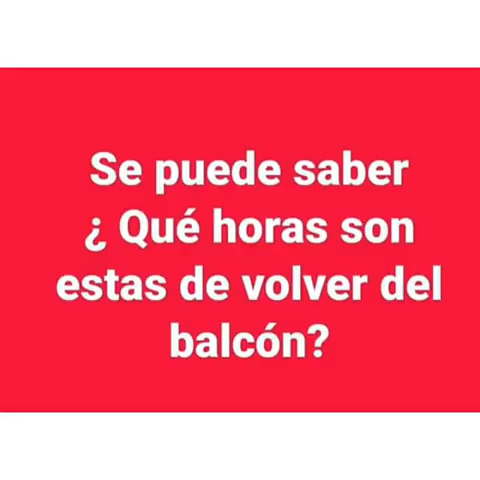 Se puede saber
¿ Qué horas son
estas de volver del
balcón?